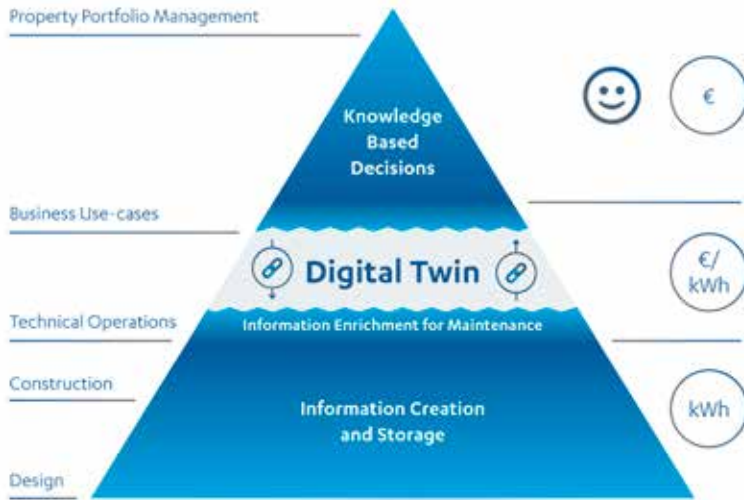 Property Portfolio Management
€
Knowledge
Based
Decisions
Business Use-cases
Digital Twin
€/
kWh
Technical Operations
Information Enrichment for Maintenance
Construction
Information Creation
and Storage
kWh
Design